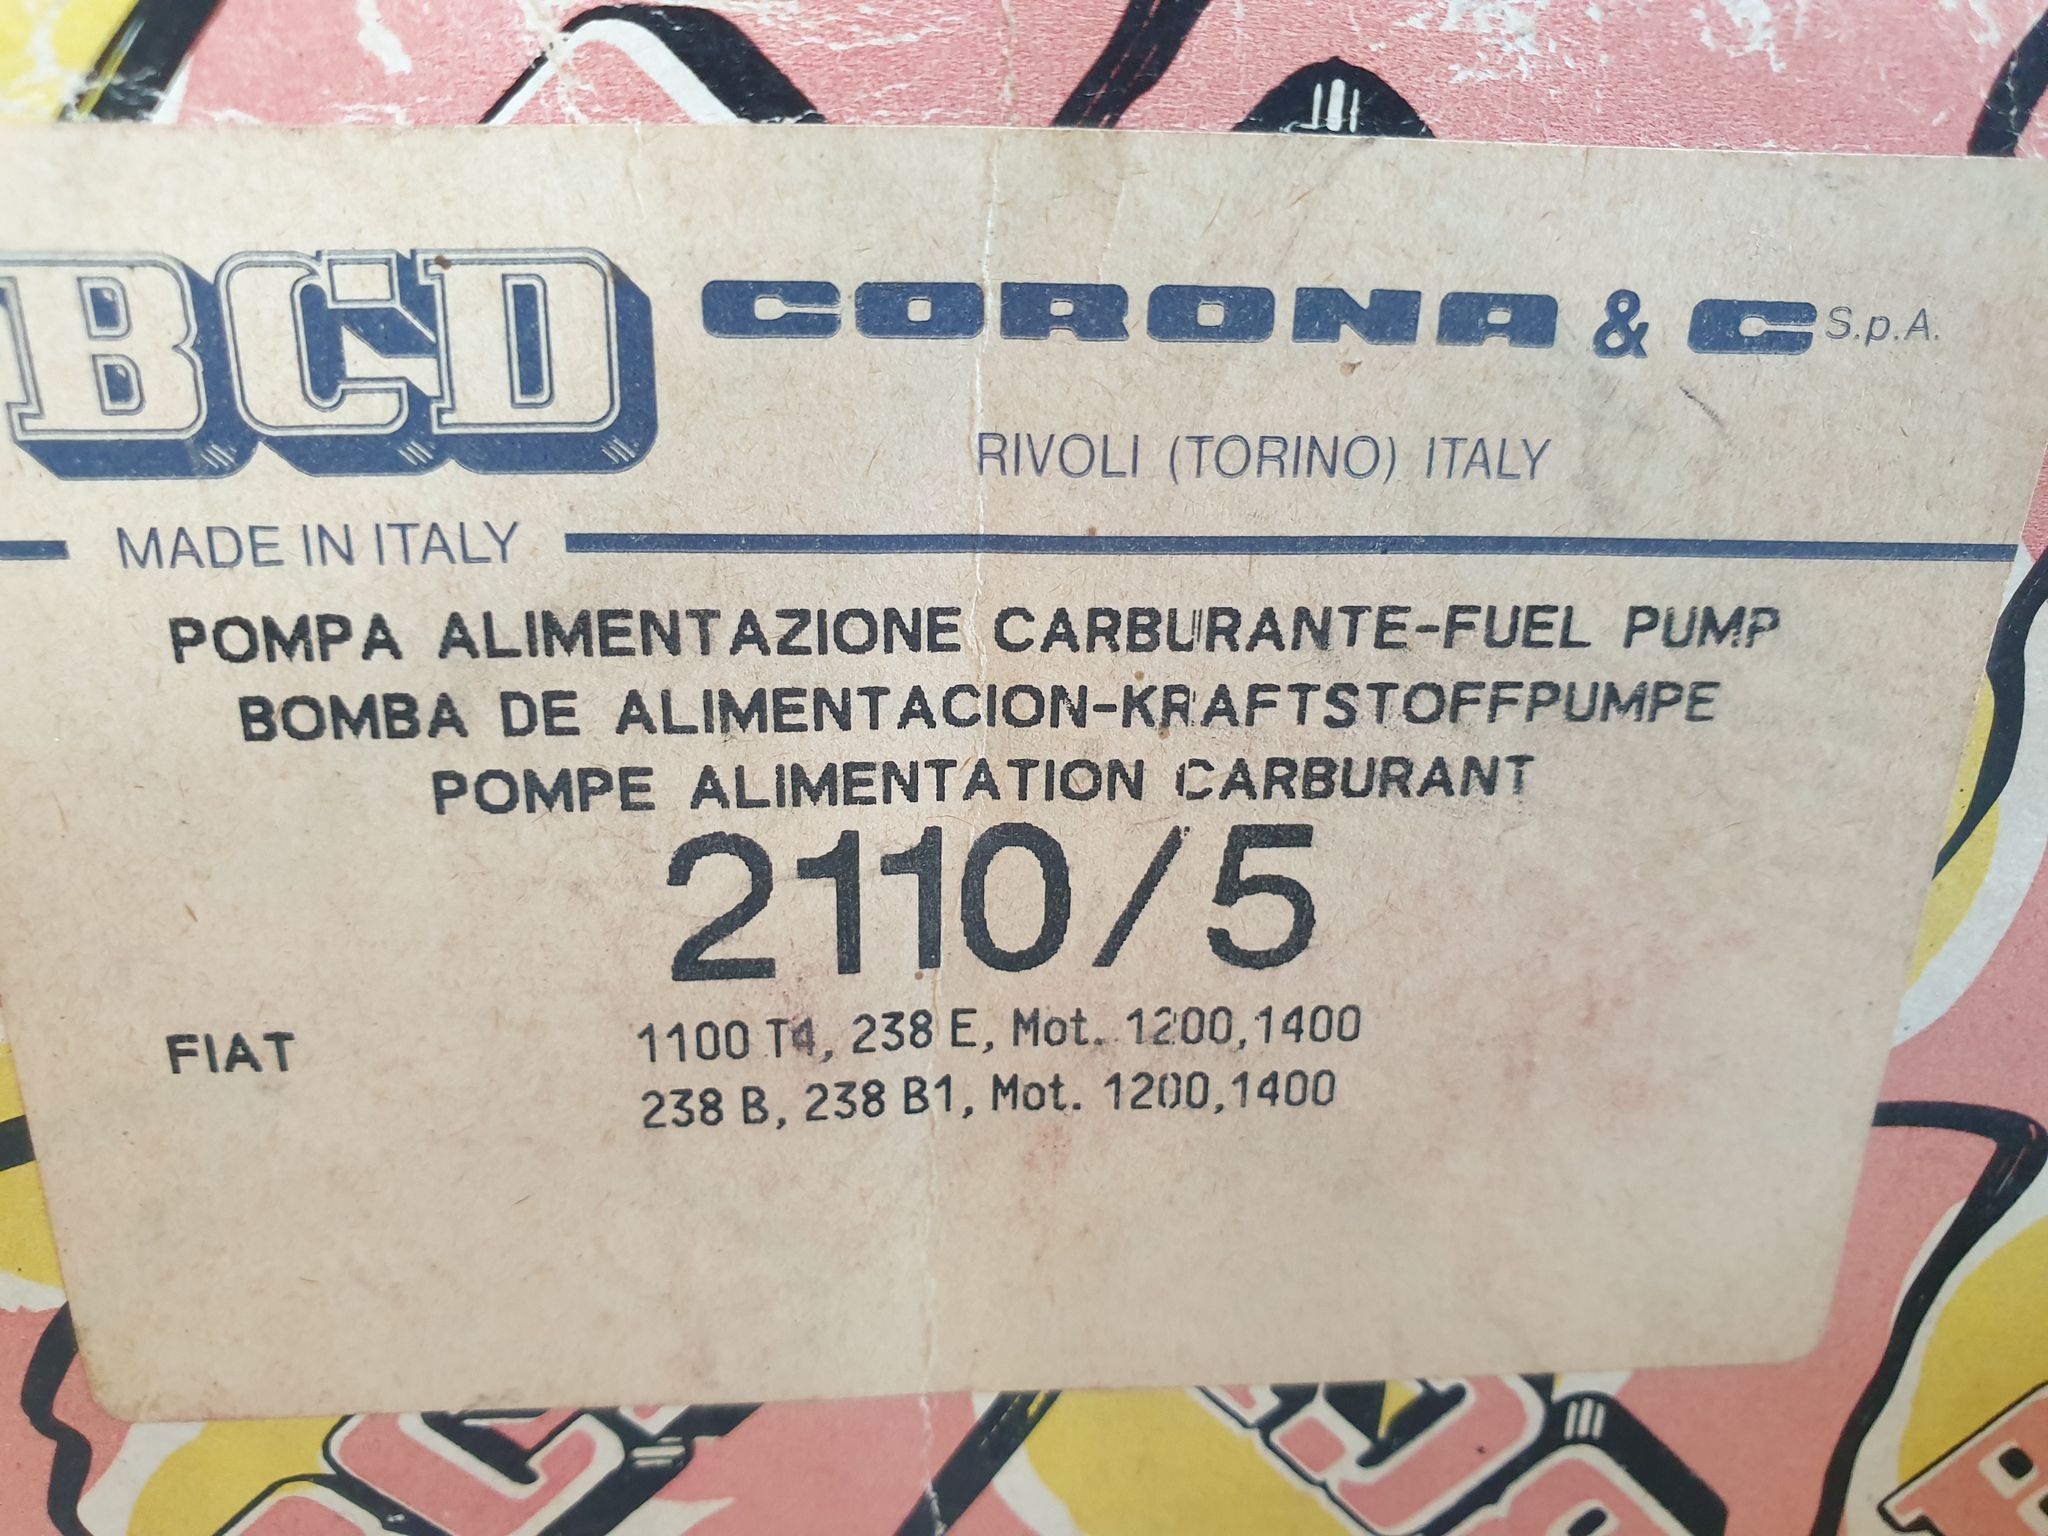 BCD CORONA & C S.p.A.
RIVOLI (TORINO) ITALY
MADE IN ITALY
POMPA ALIMENTAZIONE CARBURANTE-FUEL PUMP
BOMBA DE ALIMENTACION-KRAFTSTOFFPUMPE
POMPE ALIMENTATION CARBURANT
2110/5
FIAT 1100 T4, 238 E, Mot. 1200,1400
238 B, 238 B1, Mot. 1200,1400